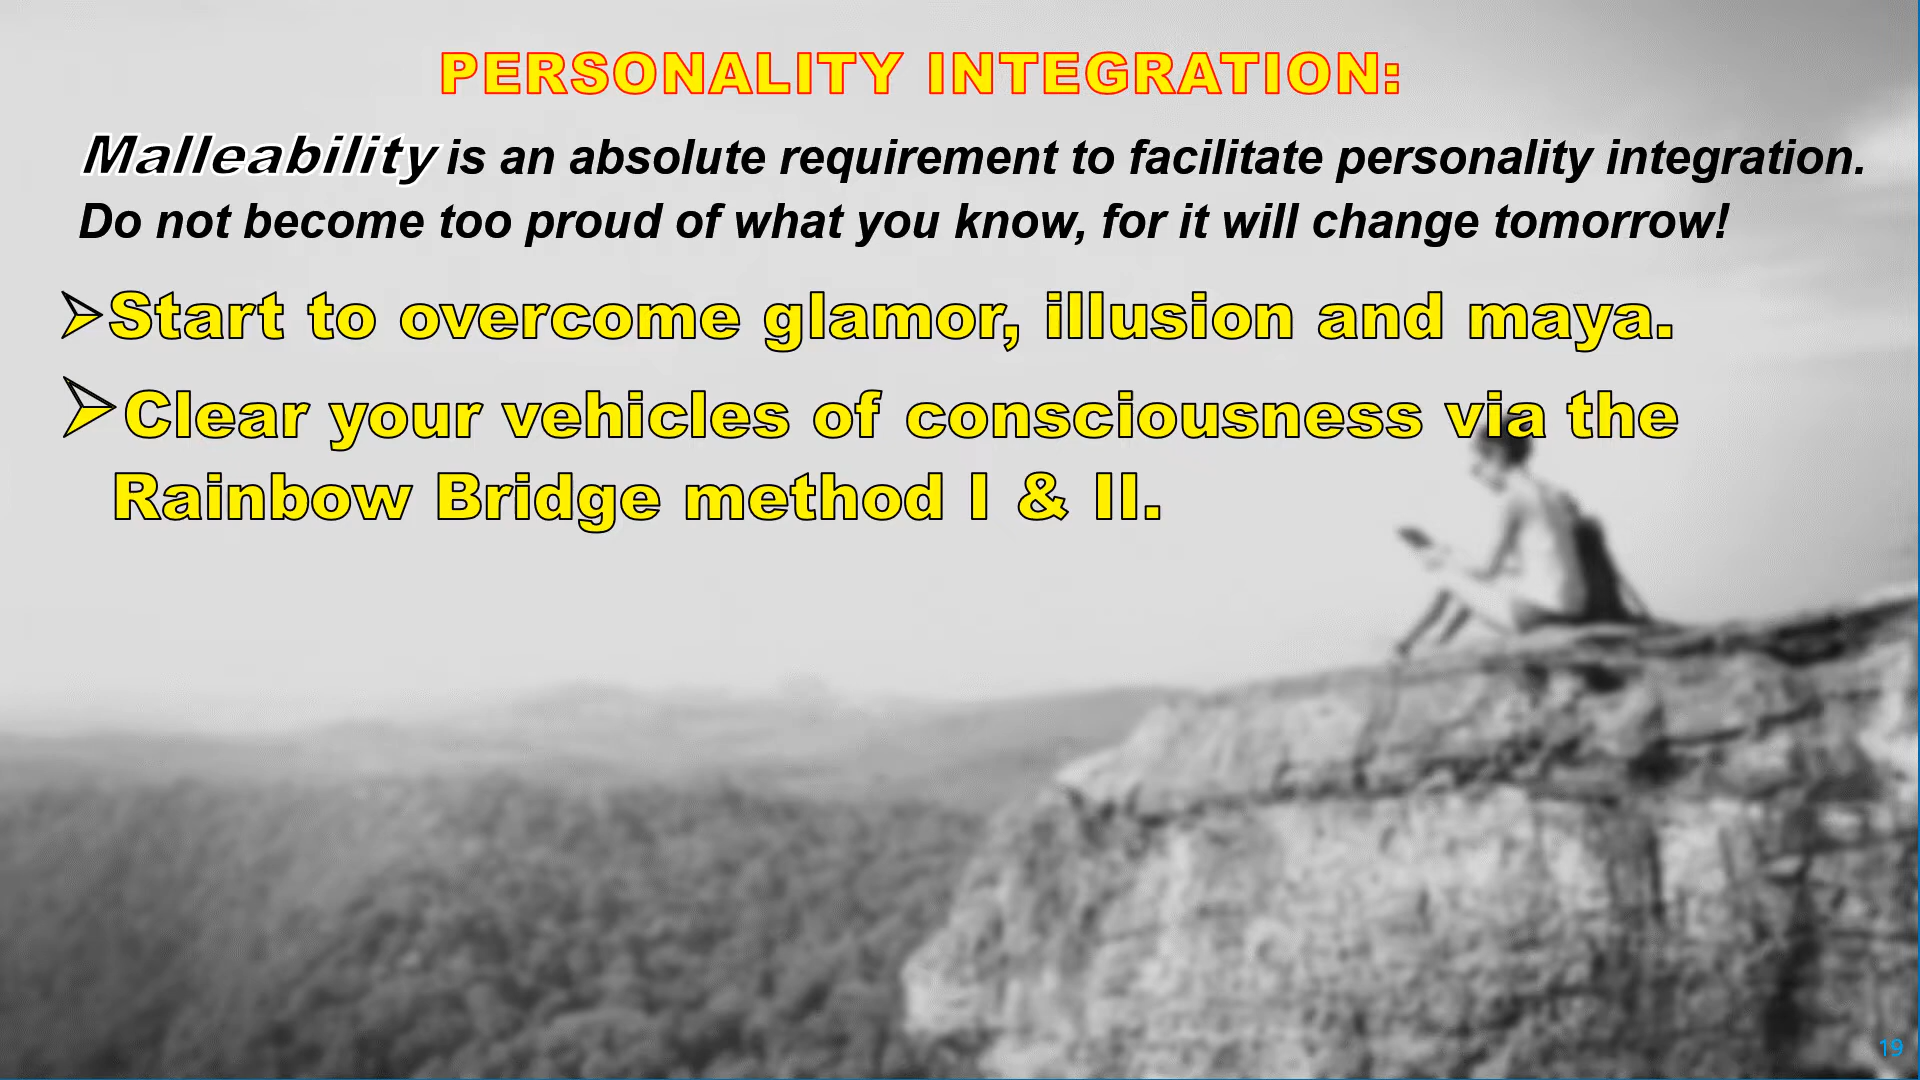 PERSONALITY INTEGRATION:
Malleability is an absolute requirement to facilitate personality integration.
Do not become too proud of what you know, for it will change tomorrow!
➢Start to overcome glamor, illusion and maya.
➢Clear your vehicles of consciousness via the
Rainbow Bridge method I & II.
19